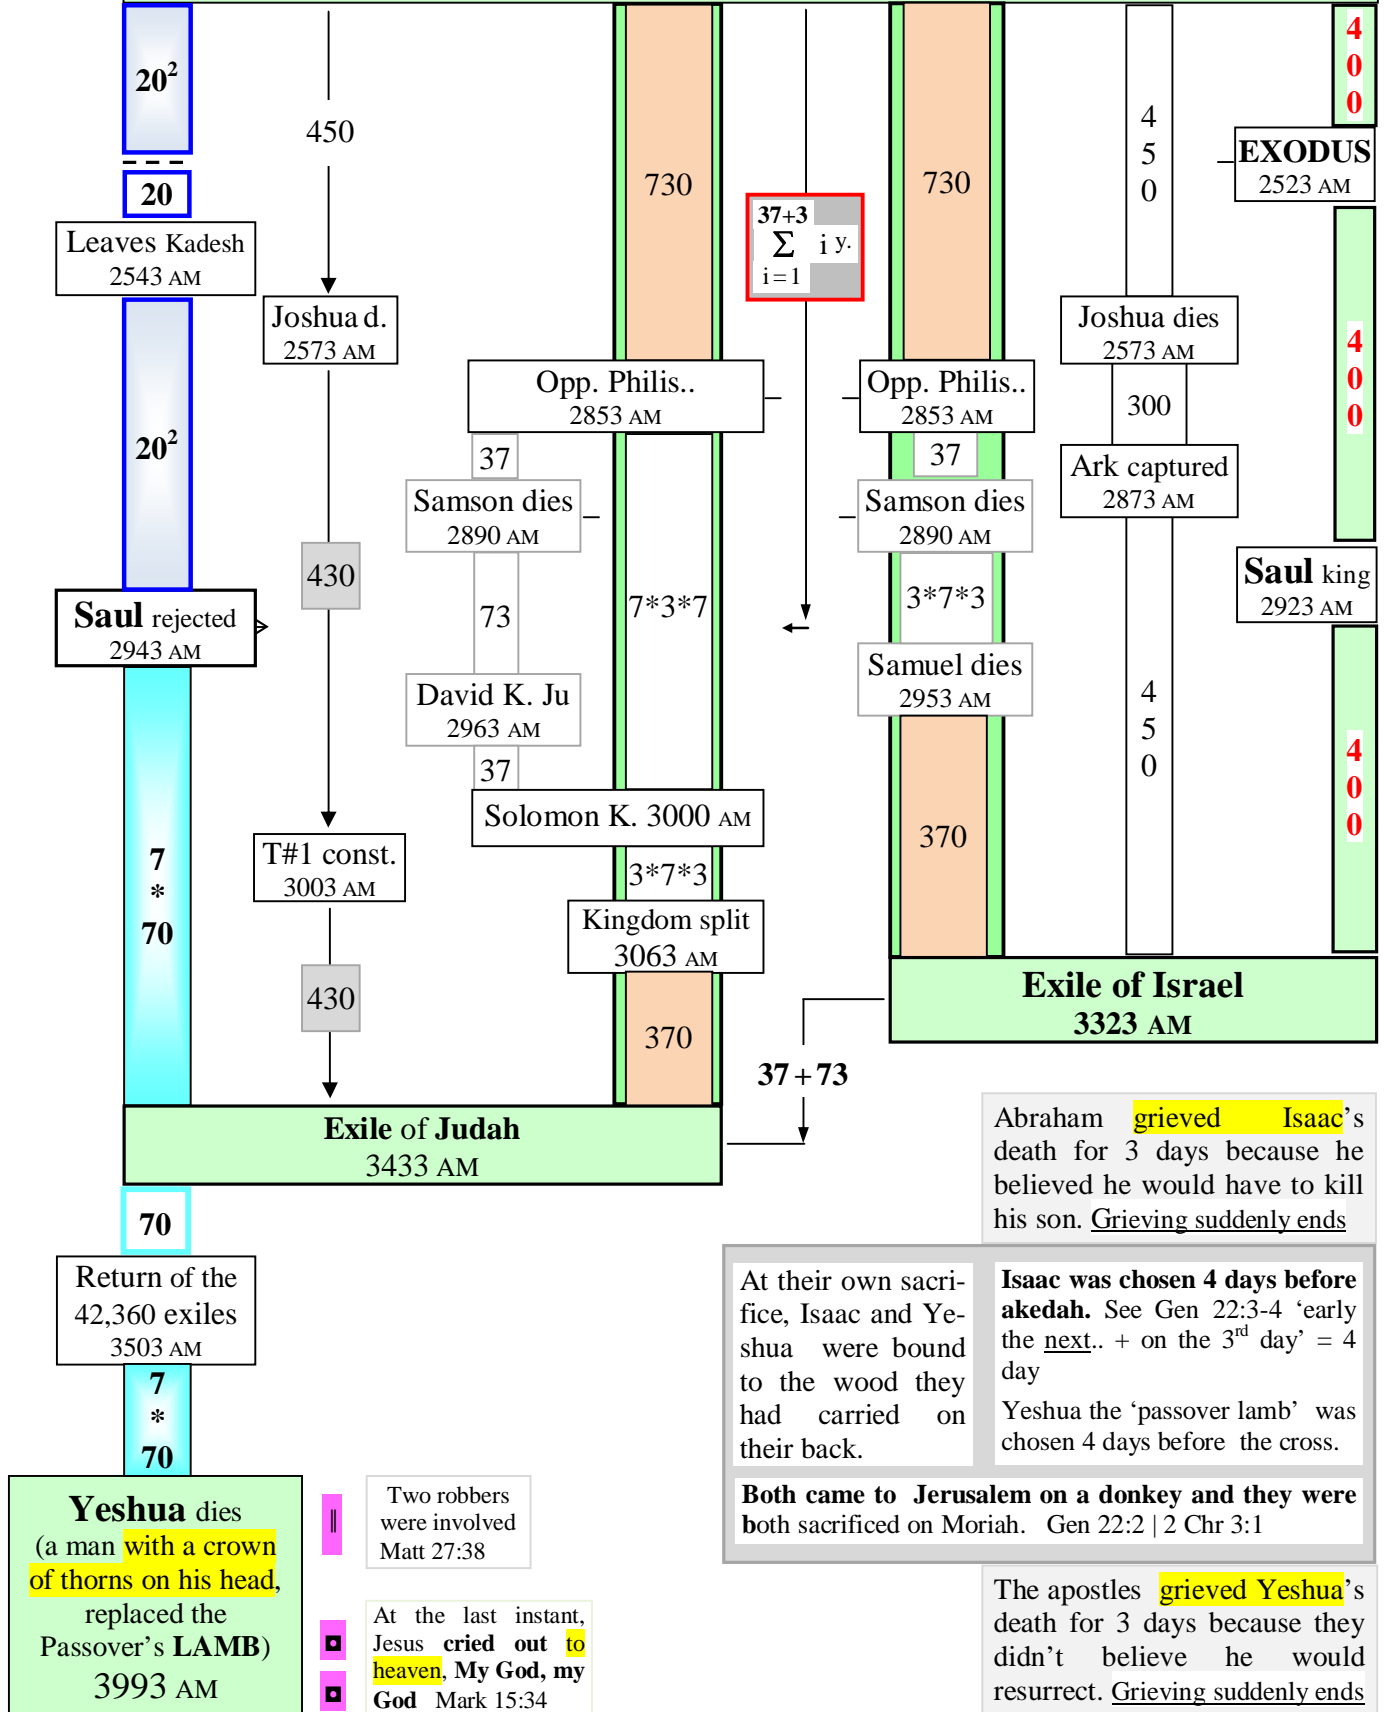 20²
20
Leaves Kadesh
2543 AM
20²
Saul rejected
2943 AM
7
*
70
450
Joshua d.
2573 AM
430
T#1 const.
3003 AM
430
730
Opp. Philis..
2853 AM
37
Samson dies
2890 AM
73
David K. Ju
2963 AM
37
7*3*7
Solomon K. 3000 AM
3*7*3
Kingdom split
3063 AM
370
37+3
Σ i y.
i = 1
730
Opp. Philis..
2853 AM
37
Samson dies
2890 AM
3*7*3
Samuel dies
2953 AM
370
4
5
0
Joshua dies
2573 AM
300
Ark captured
2873 AM
4
5
0
4
0
0
EXODUS
2523 AM
4
0
0
Saul king
2923 AM
4
0
0
Exile of Israel
3323 AM
37 + 73
Exile of Judah
3433 AM
70
Return of the
42,360 exiles
3503 AM
7
*
70
Yeshua dies
(a man with a crown
of thorns on his head,
replaced the
Passover's LAMB)
3993 AM
Two robbers
were involved
Matt 27:38
At the last instant,
Jesus cried out to
heaven, My God, my
God Mark 15:34
Abraham grieved Isaac's
death for 3 days because he
believed he would have to kill
his son. Grieving suddenly ends
At their own sacri-
fice, Isaac and Ye-
shua were bound
to the wood they
had carried on
their back.
Isaac was chosen 4 days before
akedah. See Gen 22:3-4 'early
the next.. + on the 3rd day' = 4
day
Yeshua the 'passover lamb' was
chosen 4 days before the cross.
Both came to Jerusalem on a donkey and they were
both sacrificed on Moriah. Gen 22:2 | 2 Chr 3:1
The apostles grieved Yeshua's
death for 3 days because they
didn't believe he would
resurrect. Grieving suddenly ends